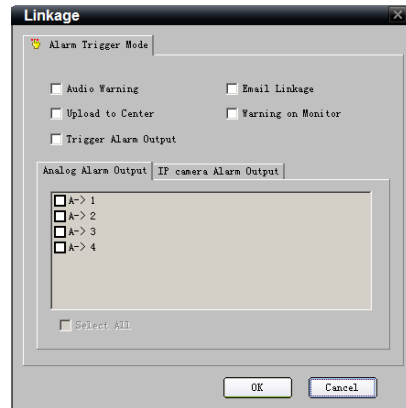 Linkage
Alarm Trigger Mode
Audio Warning Email Linkage
Upload to Center Warning on Monitor
Trigger Alarm Output
Analog Alarm Output IP camera Alarm Output
A-> 1
A-> 2
A-> 3
A-> 4
Select All
OK Cancel